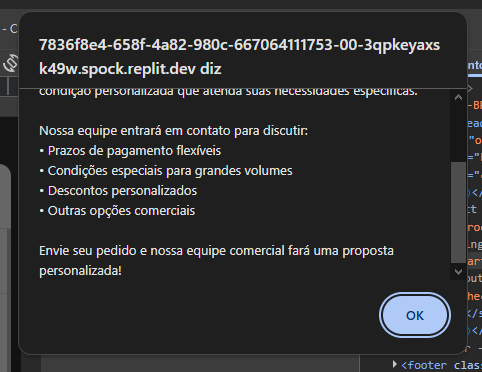 - C
7836f8e4-658f-4a82-980c-667064111753-00-3qpkeyaxs
k49w.spock.replit.dev diz
condição personalizada que atenda suas necessidades específicas.
Nossa equipe entrará em contato para discutir:
• Prazos de pagamento flexíveis
• Condições especiais para grandes volumes
• Descontos personalizados
• Outras opções comerciais
Envie seu pedido e nossa equipe comercial fará uma proposta
personalizada!
OK
<footer class